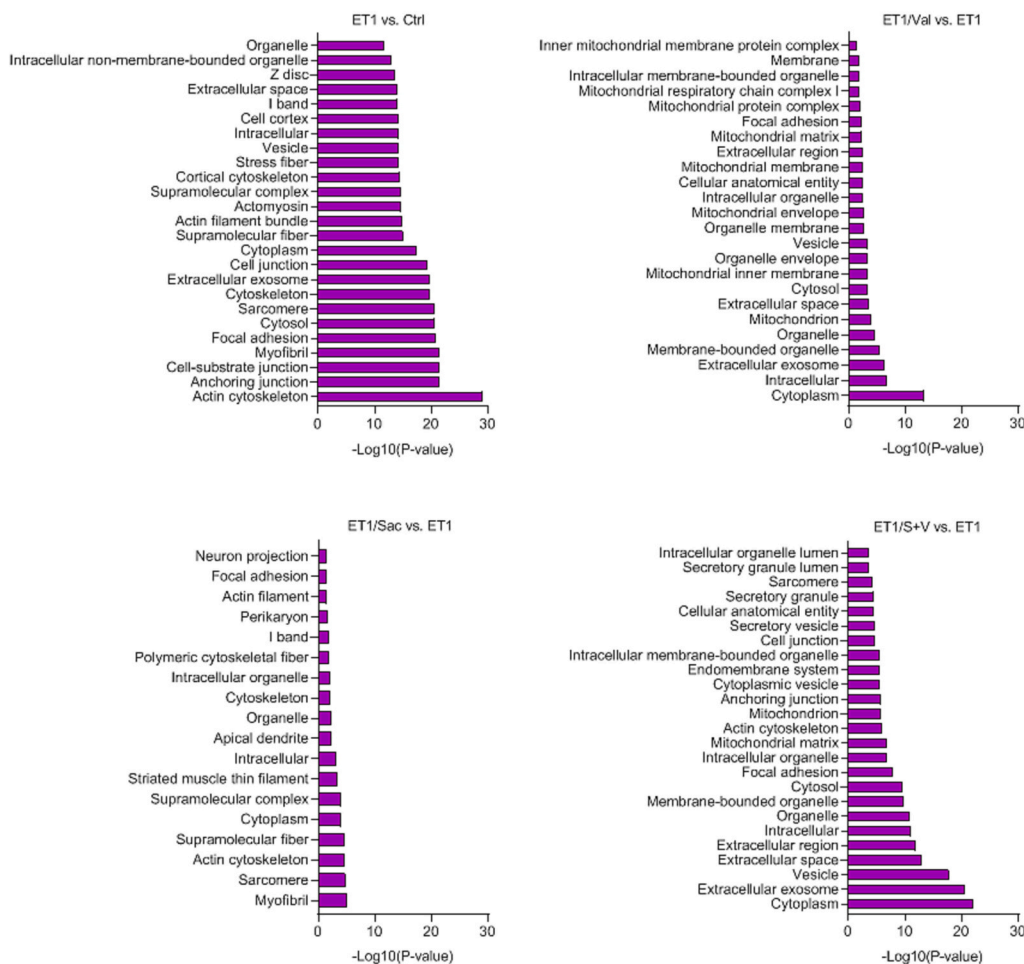 ET1 vs. Ctrl
Organelle
Intracellular non-membrane-bounded organelle
Z disc
Extracellular space
I band
Cell cortex
Intracellular
Vesicle
Stress fiber
Cortical cytoskeleton
Supramolecular complex
Actomyosin
Actin filament bundle
Supramolecular fiber
Cytoplasm
Cell junction
Extracellular exosome
Cytoskeleton
Sarcomere
Cytosol
Focal adhesion
Myofibril
Cell-substrate junction
Anchoring junction
Actin cytoskeleton
0 10 20 30
-Log10(P-value)
ET1/Val vs. ET1
Inner mitochondrial membrane protein complex
Membrane
Intracellular membrane-bounded organelle
Mitochondrial respiratory chain complex I
Mitochondrial protein complex
Focal adhesion
Mitochondrial matrix
Extracellular region
Mitochondrial membrane
Cellular anatomical entity
Intracellular organelle
Mitochondrial envelope
Organelle membrane
Vesicle
Organelle envelope
Mitochondrial inner membrane
Cytosol
Extracellular space
Mitochondrion
Organelle
Membrane-bounded organelle
Extracellular exosome
Intracellular
Cytoplasm
0 10 20 30
-Log10(P-value)
ET1/Sac vs. ET1
Neuron projection
Focal adhesion
Actin filament
Perikaryon
I band
Polymeric cytoskeletal fiber
Intracellular organelle
Cytoskeleton
Organelle
Apical dendrite
Intracellular
Striated muscle thin filament
Supramolecular complex
Cytoplasm
Supramolecular fiber
Actin cytoskeleton
Sarcomere
Myofibril
0 10 20 30
-Log10(P-value)
ET1/S+V vs. ET1
Intracellular organelle lumen
Secretory granule lumen
Sarcomere
Secretory granule
Cellular anatomical entity
Secretory vesicle
Cell junction
Intracellular membrane-bounded organelle
Endomembrane system
Cytoplasmic vesicle
Anchoring junction
Mitochondrion
Actin cytoskeleton
Mitochondrial matrix
Intracellular organelle
Focal adhesion
Cytosol
Membrane-bounded organelle
Organelle
Intracellular
Extracellular region
Extracellular space
Vesicle
Extracellular exosome
Cytoplasm
0 10 20 30
-Log10(P-value)